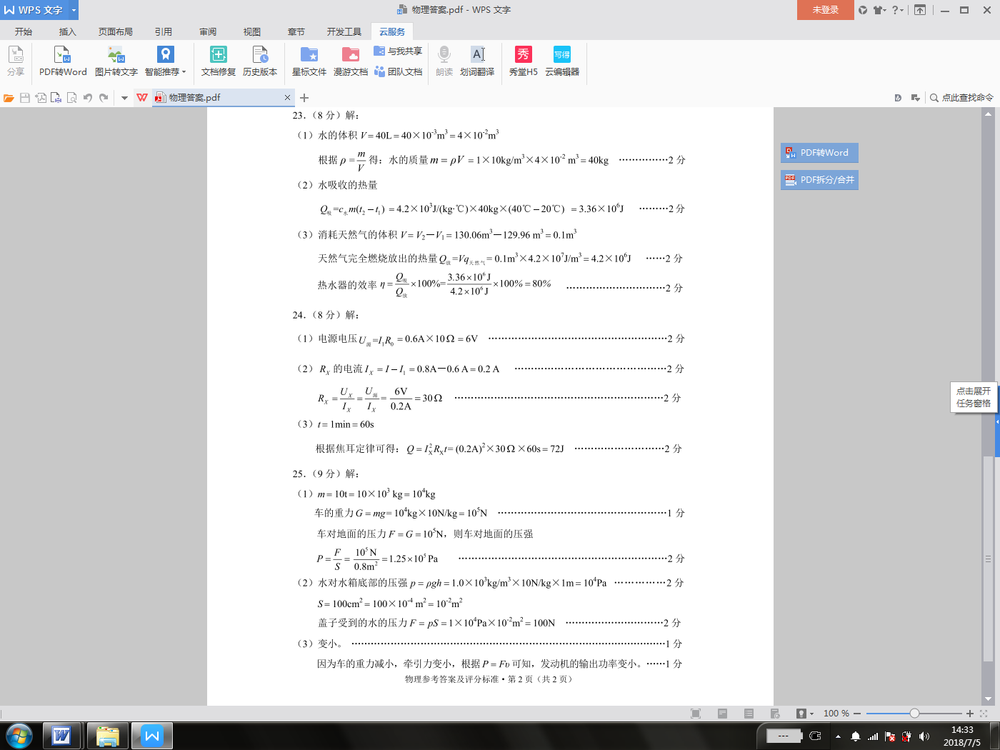 WPS 文字
物理答案.pdf - WPS 文字
未登录
开始 插入 页面布局 引用 审阅 视图 章节 开发工具 云服务
分享 PDF转Word 图片转文字 智能推荐 文档修复 历史版本 星标文件 漫游文档 与我共享 团队文档 朗读 划词翻译 秀堂H5 云编辑器
物理答案.pdf
点此查找命令
PDF转Word
PDF拆分/合并
点击展开
任务窗格
23.（8 分）解：
（1）水的体积 V = 40L = 40×10⁻³m³ = 4×10⁻²m³
根据 ρ = m/V 得：水的质量 m = ρV = 1×10kg/m³×4×10⁻² m³ = 40kg ……………2 分
（2）水吸收的热量
Q吸=c水m(t₂－t₁) = 4.2×10³J/(kg·℃)×40kg×(40℃－20℃) = 3.36×10⁶J ………2 分
（3）消耗天然气的体积 V = V₂－V₁ = 130.06m³－129.96 m³ = 0.1m³
天然气完全燃烧放出的热量 Q放=Vq天然气= 0.1m³×4.2×10⁷J/m³ = 4.2×10⁶J ……2 分
热水器的效率 η = Q吸/Q放 ×100%= 3.36×10⁶J/4.2×10⁶J ×100% = 80% …………………………2 分
24.（8 分）解：
（1）电源电压 U源=I₁R₀ = 0.6A×10Ω = 6V ………………………………………………2 分
（2）R_X 的电流 I_X = I－I₁ = 0.8A－0.6 A = 0.2 A ………………………………………2 分
R_X = U_X/I_X = U源/I_X = 6V/0.2A = 30Ω ………………………………………………………2 分
（3）t = 1min = 60s
根据焦耳定律可得：Q = I_X²R_Xt= (0.2A)²×30Ω×60s = 72J ………………………2 分
25.（9 分）解：
（1）m = 10t = 10×10³ kg = 10⁴kg
车的重力 G = mg= 10⁴kg×10N/kg = 10⁵N ……………………………………………1 分
车对地面的压力 F = G = 10⁵N，则车对地面的压强
P = F/S = 10⁵N/0.8m² =1.25×10⁵Pa ………………………………………………………2 分
（2）水对水箱底部的压强 p = ρgh = 1.0×10³kg/m³×10N/kg×1m = 10⁴Pa ……………2 分
S = 100cm² = 100×10⁻⁴ m² = 10⁻²m²
盖子受到的水的压力 F = pS = 1×10⁴Pa×10⁻²m² = 100N …………………………2 分
（3）变小。……………………………………………………………………………………1 分
因为车的重力减小，牵引力变小，根据 P = Fυ 可知，发动机的输出功率变小。……1 分
物理参考答案及评分标准·第 2 页（共 2 页）
100 %
14:33
2018/7/5